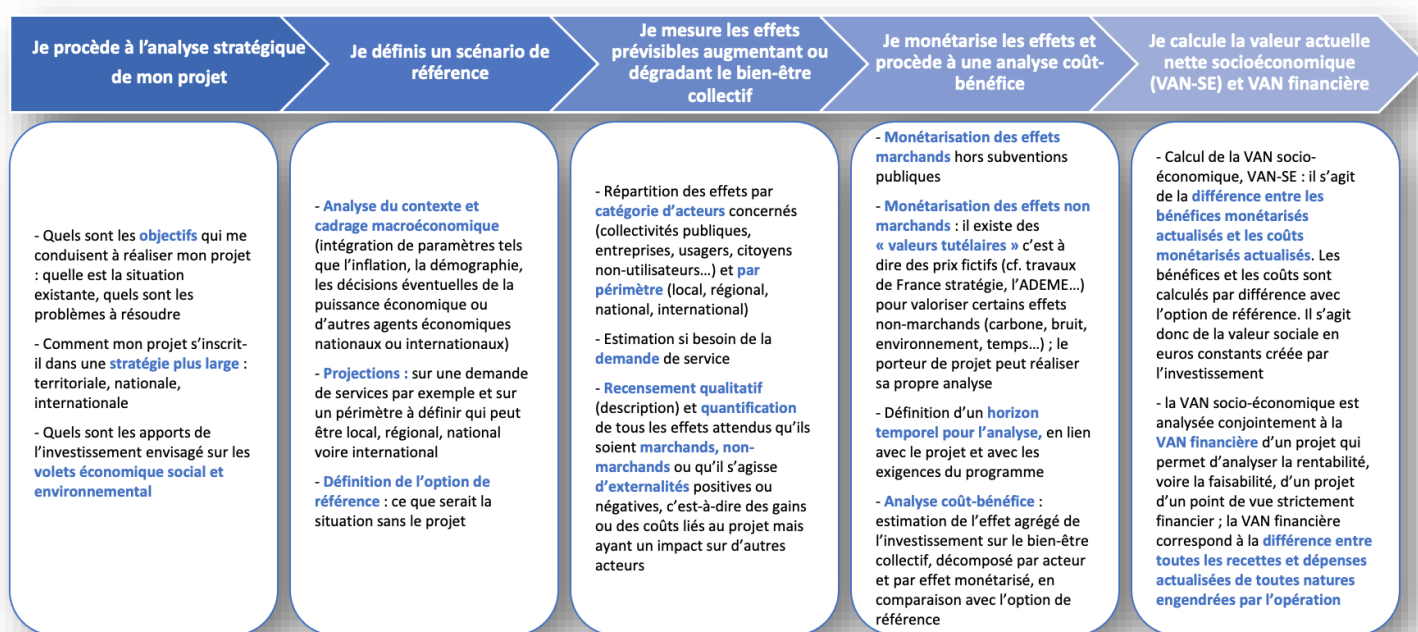 Je procède à l'analyse stratégique
de mon projet
Je définis un scénario de
référence
Je mesure les effets
prévisibles augmentant ou
dégradant le bien-être
collectif
Je monétarise les effets et
procède à une analyse coût-
bénéfice
Je calcule la valeur actuelle
nette socioéconomique
(VAN-SE) et VAN financière
- Quels sont les objectifs qui me
conduisent à réaliser mon projet
: quelle est la situation
existante, quels sont les
problèmes à résoudre
- Comment mon projet s'inscrit-
il dans une stratégie plus large :
territoriale, nationale,
internationale
- Quels sont les apports de
l'investissement envisagé sur les
volets économique social et
environnemental
- Analyse du contexte et
cadrage macroéconomique
(intégration de paramètres tels
que l'inflation, la démographie,
les décisions éventuelles de la
puissance économique ou
d'autres agents économiques
nationaux ou internationaux)
- Projections : sur une demande
de services par exemple et sur
un périmètre à définir qui peut
être local, régional, national
voire international
- Définition de l'option de
référence : ce que serait la
situation sans le projet
- Répartition des effets par
catégorie d'acteurs concernés
(collectivités publiques,
entreprises, usagers, citoyens
non-utilisateurs…) et par
périmètre (local, régional,
national, international)
- Estimation si besoin de la
demande de service
- Recensement qualitatif
(description) et quantification
de tous les effets attendus qu'ils
soient marchands, non-
marchands ou qu'il s'agisse
d'externalités positives ou
négatives, c'est-à-dire des gains
ou des coûts liés au projet mais
ayant un impact sur d'autres
acteurs
- Monétarisation des effets
marchands hors subventions
publiques
- Monétarisation des effets non
marchands : il existe des
« valeurs tutélaires » c'est à
dire des prix fictifs (cf. travaux
de France stratégie, l'ADEME…)
pour valoriser certains effets
non-marchands (carbone, bruit,
environnement, temps…) ; le
porteur de projet peut réaliser
sa propre analyse
- Définition d'un horizon
temporel pour l'analyse, en lien
avec le projet et avec les
exigences du programme
- Analyse coût-bénéfice :
estimation de l'effet agrégé de
l'investissement sur le bien-être
collectif, décomposé par acteur
et par effet monétarisé, en
comparaison avec l'option de
référence
- Calcul de la VAN socio-
économique, VAN-SE : il s'agit
de la différence entre les
bénéfices monétarisés
actualisés et les coûts
monétarisés actualisés. Les
bénéfices et les coûts sont
calculés par différence avec
l'option de référence. Il s'agit
donc de la valeur sociale en
euros constants créée par
l'investissement
- la VAN socio-économique est
analysée conjointement à la
VAN financière d'un projet qui
permet d'analyser la rentabilité,
voire la faisabilité, d'un projet
d'un point de vue strictement
financier ; la VAN financière
correspond à la différence entre
toutes les recettes et dépenses
actualisées de toutes natures
engendrées par l'opération